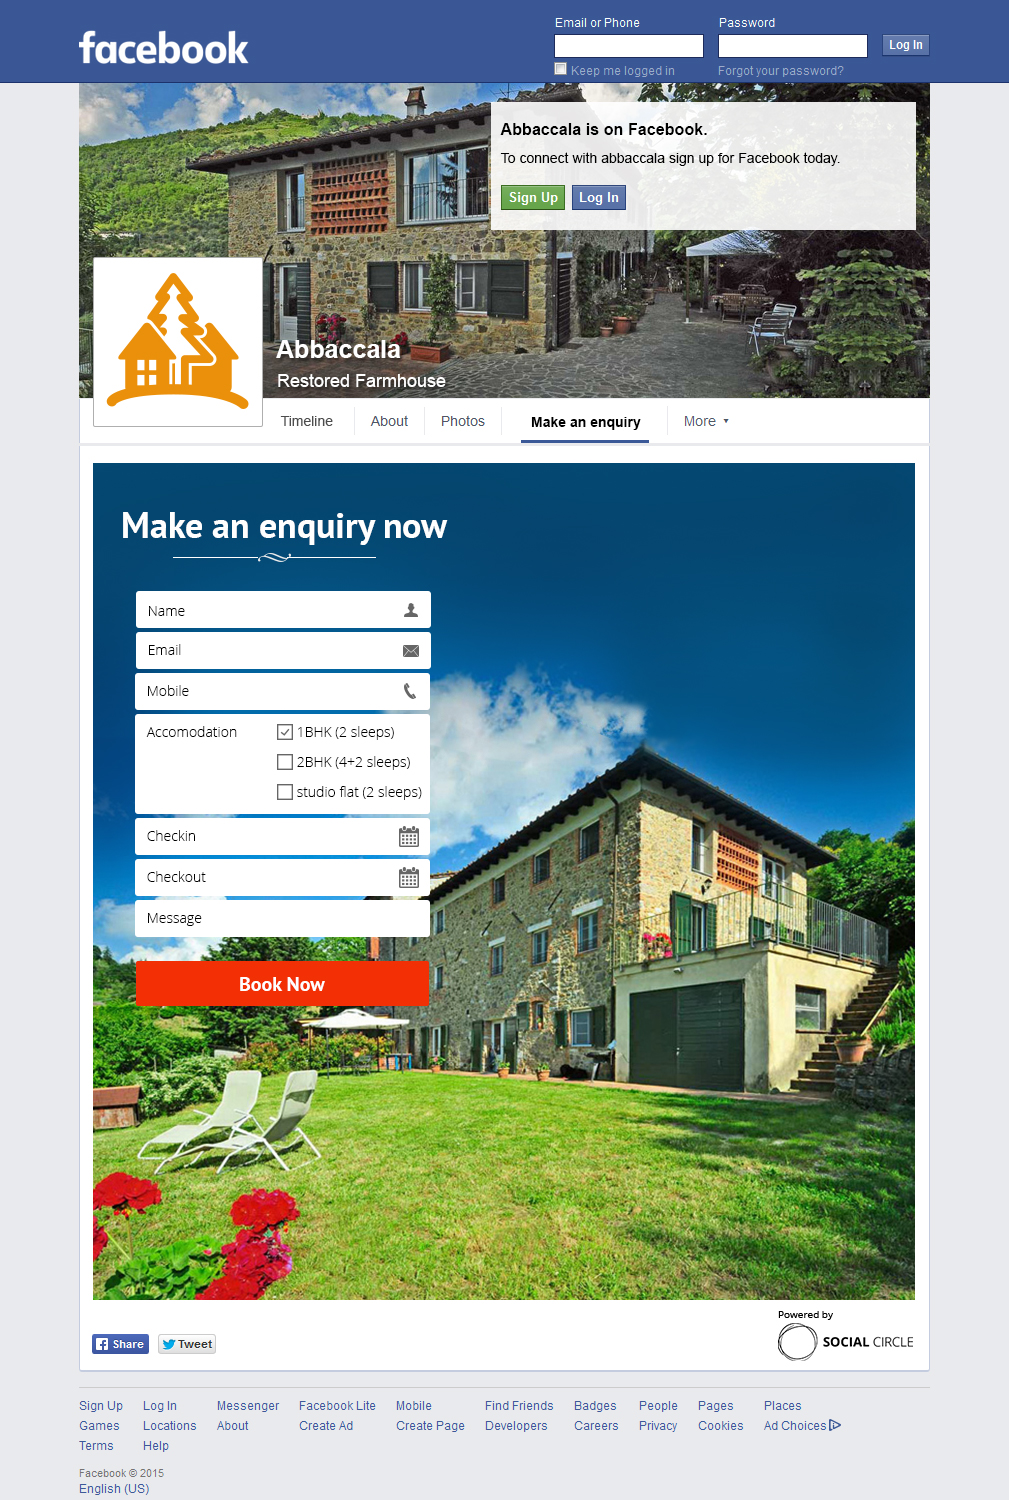 facebook
Email or Phone
Password
Log In
Keep me logged in
Forgot your password?
Abbaccala is on Facebook.
To connect with abbaccala sign up for Facebook today.
Sign Up Log In
Abbaccala
Restored Farmhouse
Timeline About Photos Make an enquiry More
Make an enquiry now
Name
Email
Mobile
Accomodation
1BHK (2 sleeps)
2BHK (4+2 sleeps)
studio flat (2 sleeps)
Checkin
Checkout
Message
Book Now
Powered by
SOCIAL CIRCLE
Share Tweet
Sign Up Log In Messenger Facebook Lite Mobile Find Friends Badges People Pages Places
Games Locations About Create Ad Create Page Developers Careers Privacy Cookies Ad Choices
Terms Help
Facebook © 2015
English (US)